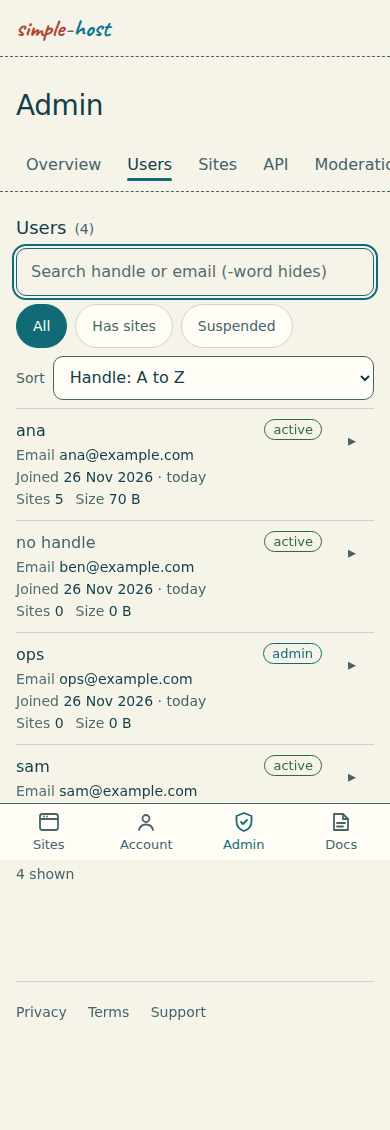 simple-host
Admin
Overview Users Sites API Moderatio
Users (4)
Search handle or email (-word hides)
All Has sites Suspended
Sort Handle: A to Z
ana active
Email ana@example.com
Joined 26 Nov 2026 · today
Sites 5 Size 70 B
no handle active
Email ben@example.com
Joined 26 Nov 2026 · today
Sites 0 Size 0 B
ops admin
Email ops@example.com
Joined 26 Nov 2026 · today
Sites 0 Size 0 B
sam active
Email sam@example.com
Sites Account Admin Docs
4 shown
Privacy Terms Support